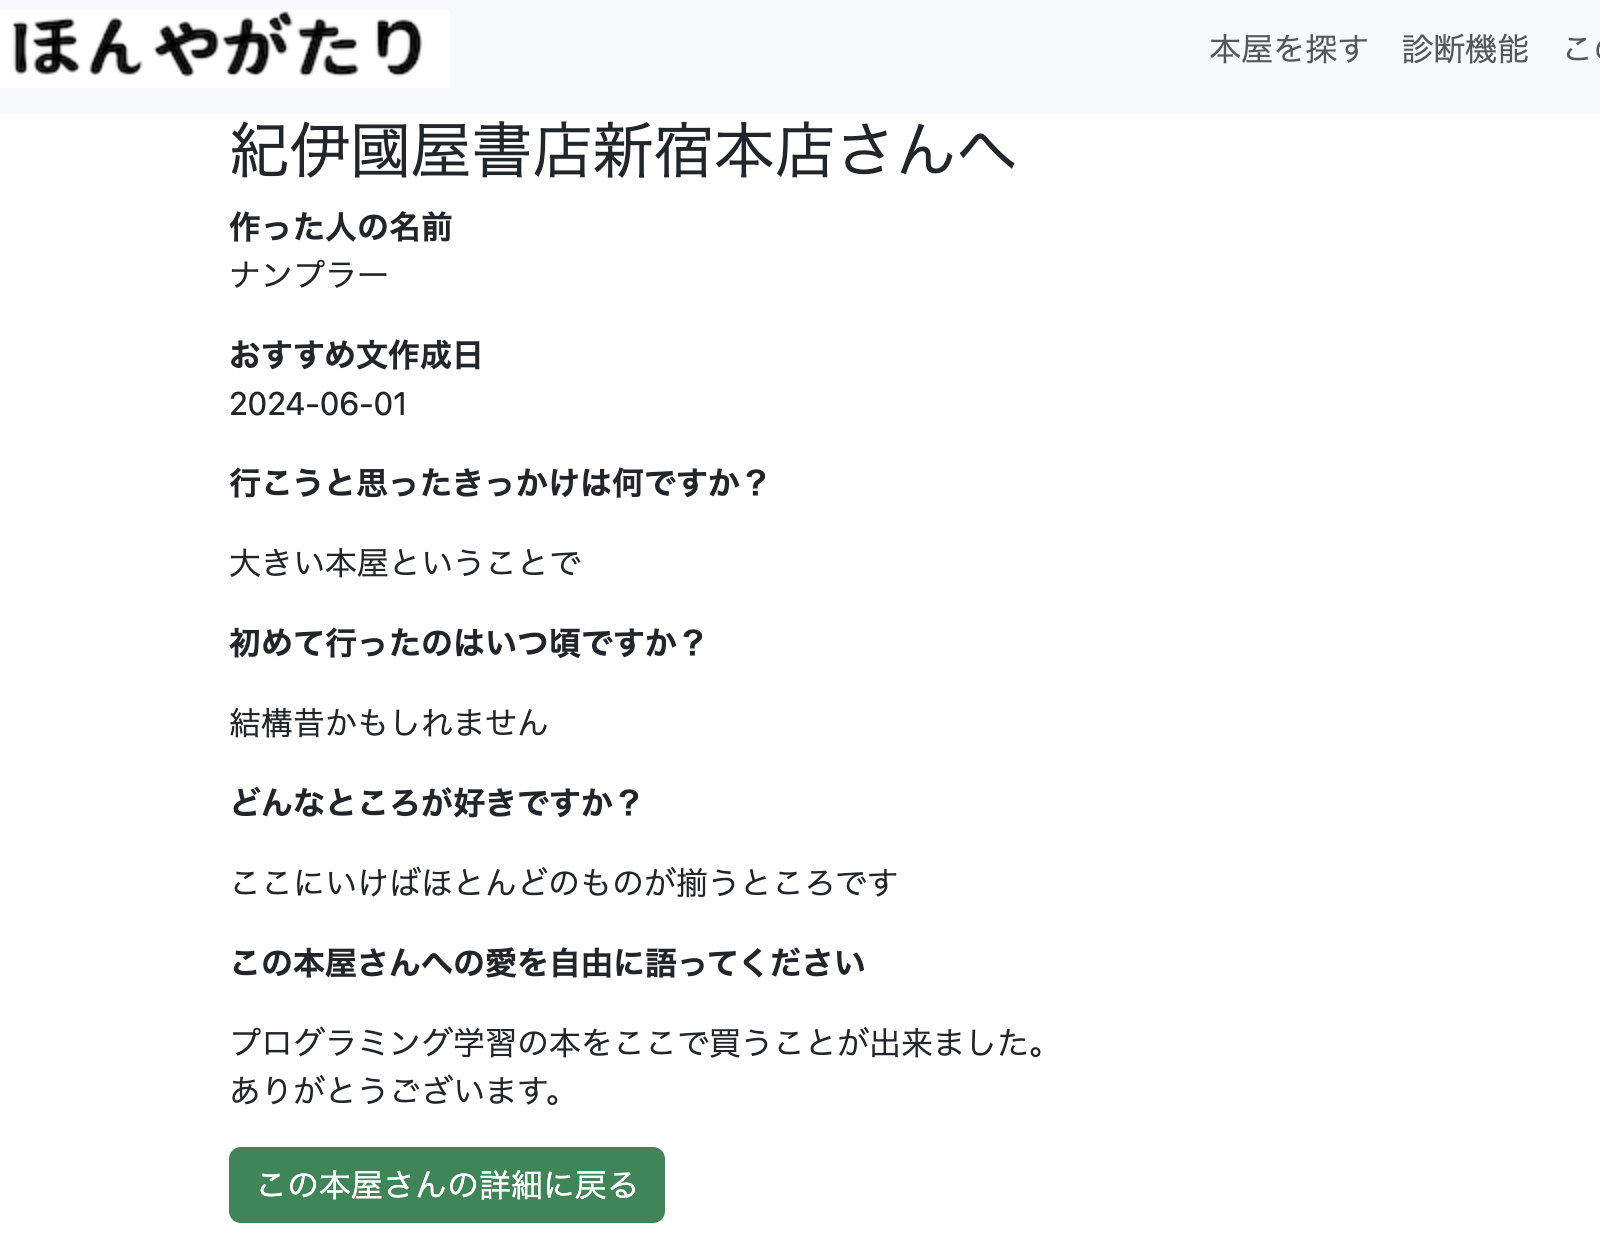 ほんやがたり
本屋を探す 診断機能 この
紀伊國屋書店新宿本店さんへ
作った人の名前
ナンプラー
おすすめ文作成日
2024-06-01
行こうと思ったきっかけは何ですか？
大きい本屋ということで
初めて行ったのはいつ頃ですか？
結構昔かもしれません
どんなところが好きですか？
ここにいけばほとんどのものが揃うところです
この本屋さんへの愛を自由に語ってください
プログラミング学習の本をここで買うことが出来ました。
ありがとうございます。
この本屋さんの詳細に戻る